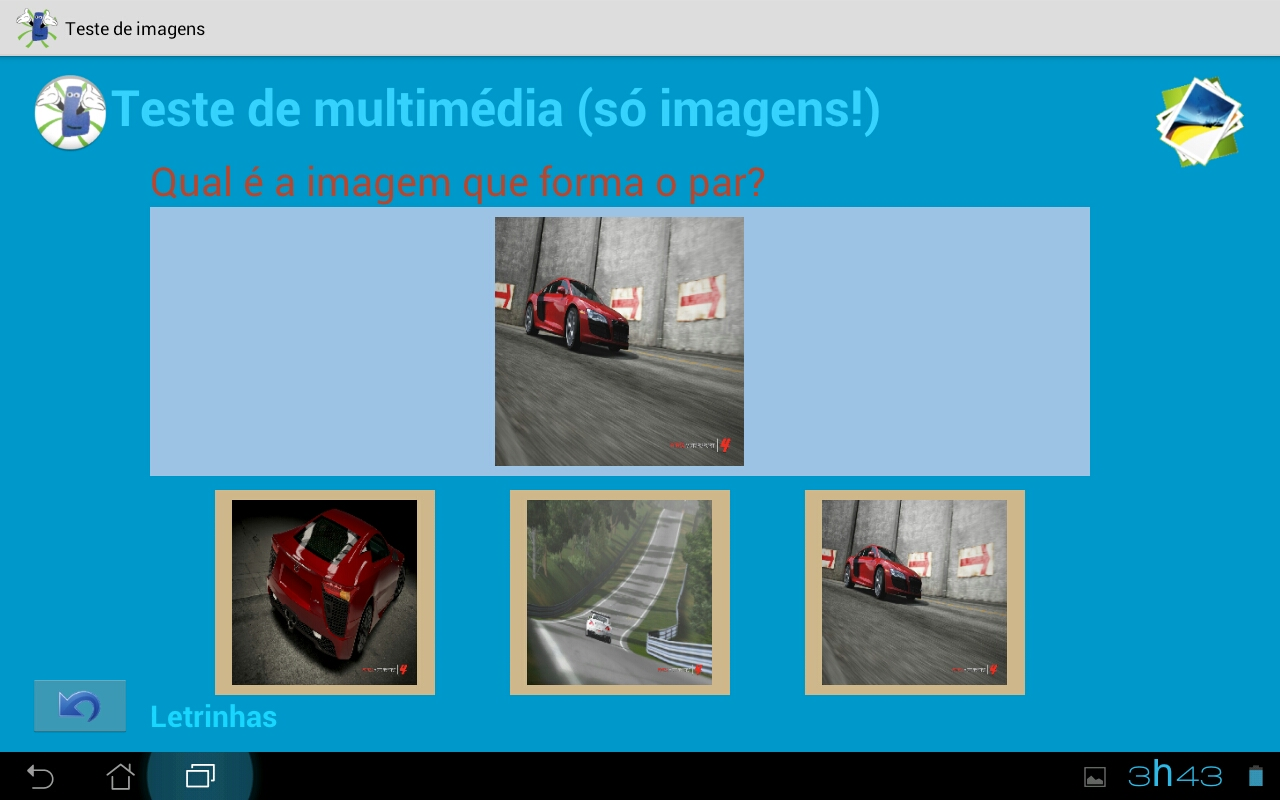 Teste de imagens
Teste de multimédia (só imagens!)
Qual é a imagem que forma o par?
Letrinhas
3h43